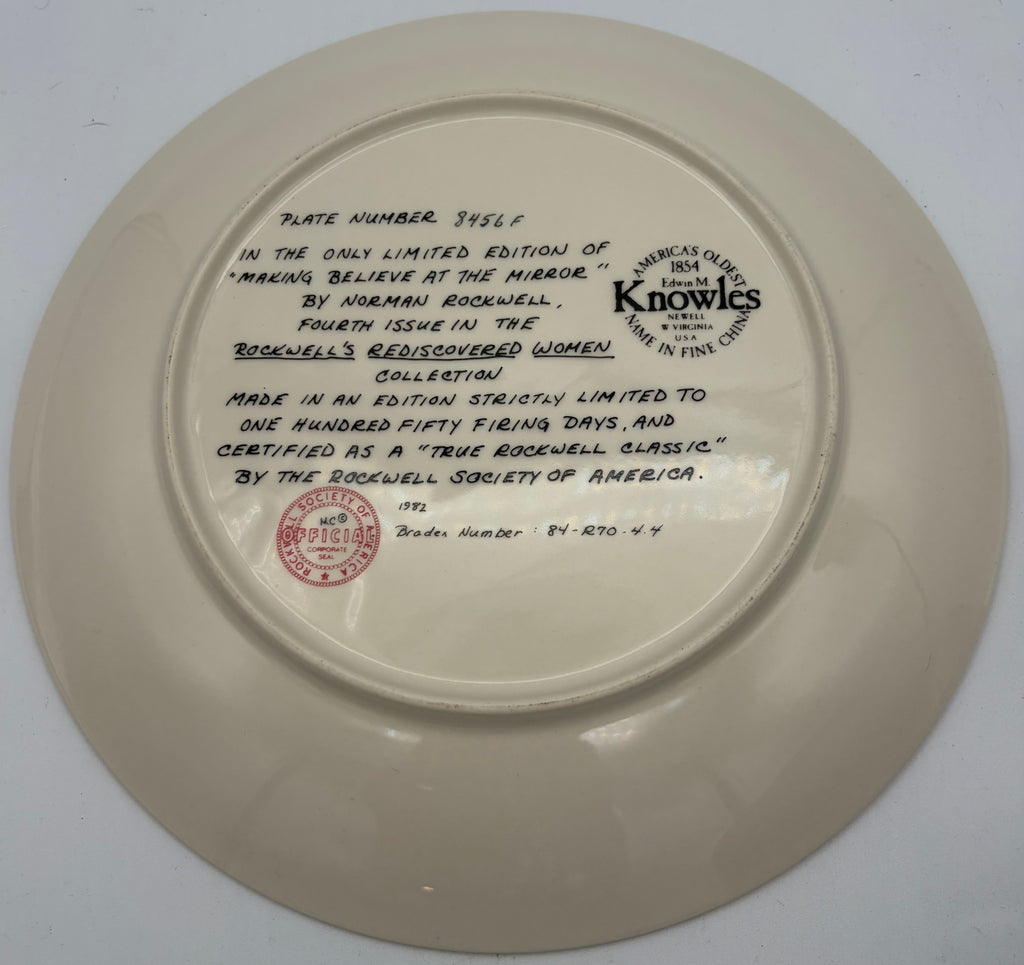 PLATE NUMBER 8456F
IN THE ONLY LIMITED EDITION OF
"MAKING BELIEVE AT THE MIRROR"
BY NORMAN ROCKWELL,
FOURTH ISSUE IN THE
ROCKWELL'S REDISCOVERED WOMEN
COLLECTION
MADE IN AN EDITION STRICTLY LIMITED TO
ONE HUNDRED FIFTY FIRING DAYS, AND
CERTIFIED AS A "TRUE ROCKWELL CLASSIC"
BY THE ROCKWELL SOCIETY OF AMERICA.
AMERICA'S OLDEST
1854
Edwin M.
Knowles
NEWELL
W VIRGINIA
USA
NAME IN FINE CHINA
ROCKWELL SOCIETY OF AMERICA
MC©
OFFICIAL
CORPORATE
SEAL
1982
Bradex Number: 84-R70-4.4